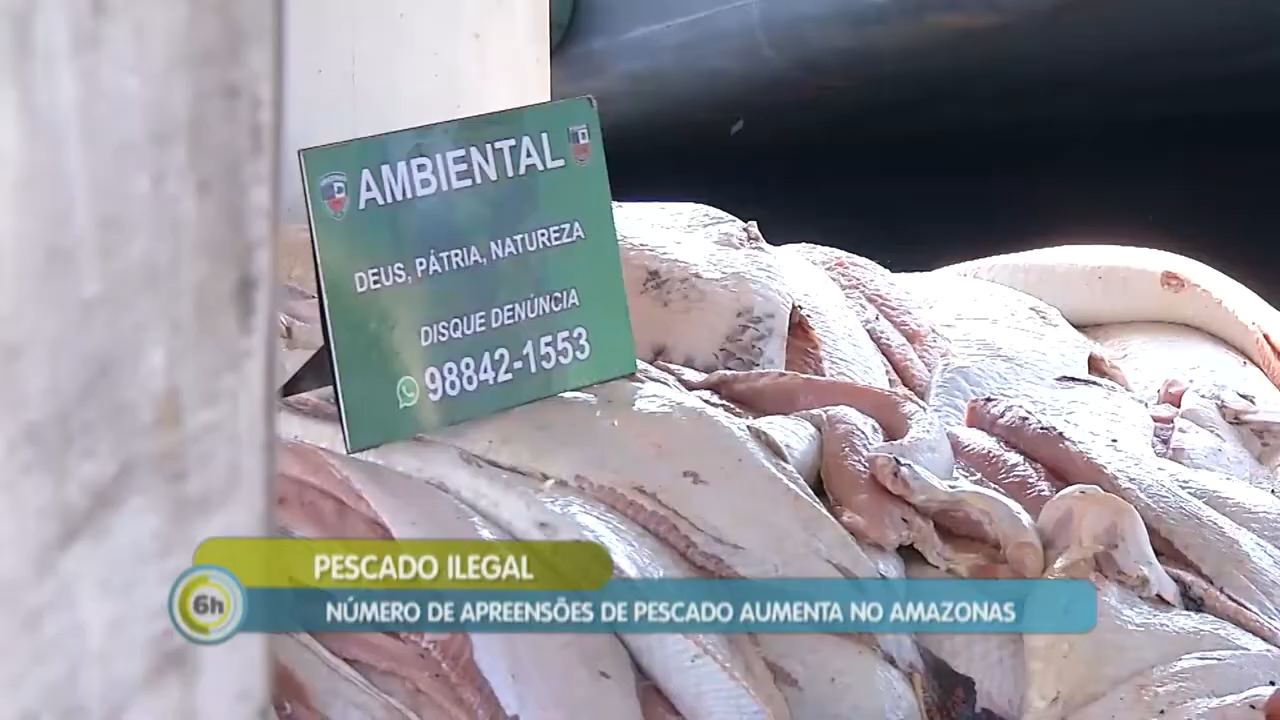 AMBIENTAL
DEUS, PÁTRIA, NATUREZA
DISQUE DENÚNCIA
98842-1553
PESCADO ILEGAL
6h
NÚMERO DE APREENSÕES DE PESCADO AUMENTA NO AMAZONAS